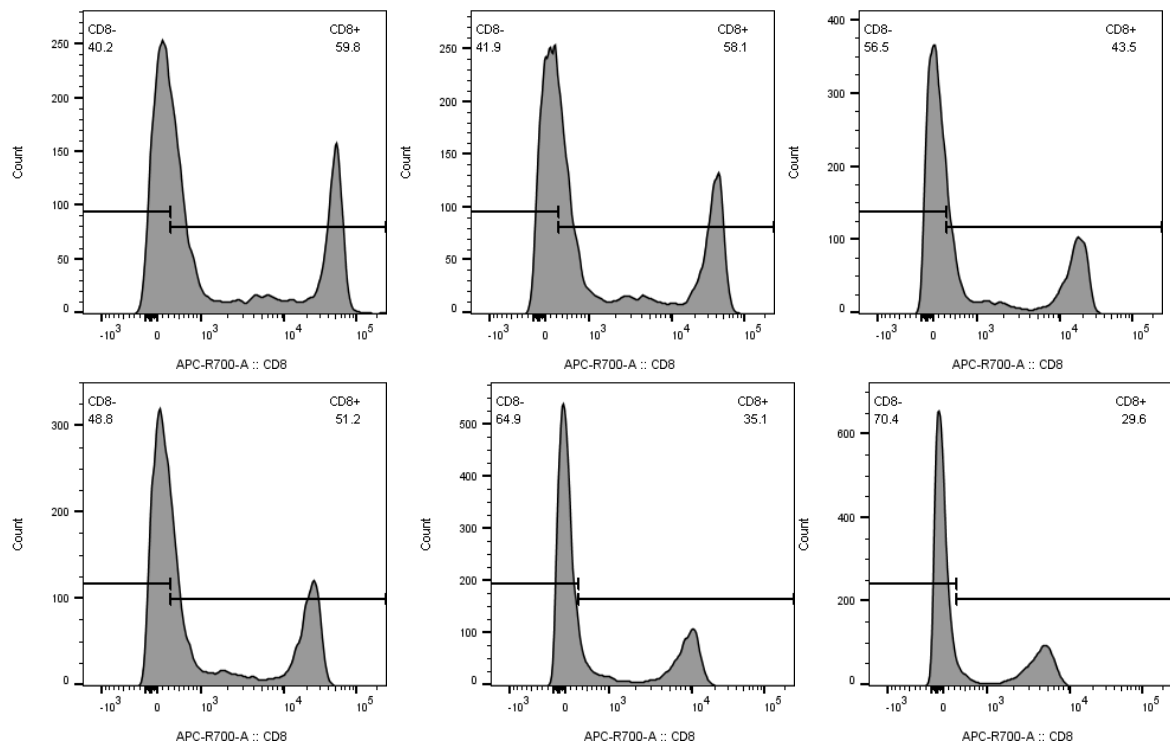 CD8- CD8+
40.2 59.8
250
200
150
100
50
0
Count
-10³ 0 10³ 10⁴ 10⁵
APC-R700-A :: CD8
CD8- CD8+
41.9 58.1
250
200
150
100
50
0
Count
-10³ 0 10³ 10⁴ 10⁵
APC-R700-A :: CD8
CD8- CD8+
56.5 43.5
400
300
200
100
0
Count
-10³ 0 10³ 10⁴ 10⁵
APC-R700-A :: CD8
CD8- CD8+
48.8 51.2
300
200
100
0
Count
-10³ 0 10³ 10⁴ 10⁵
APC-R700-A :: CD8
CD8- CD8+
64.9 35.1
500
400
300
200
100
0
Count
-10³ 0 10³ 10⁴ 10⁵
APC-R700-A :: CD8
CD8- CD8+
70.4 29.6
600
400
200
0
Count
-10³ 0 10³ 10⁴ 10⁵
APC-R700-A :: CD8